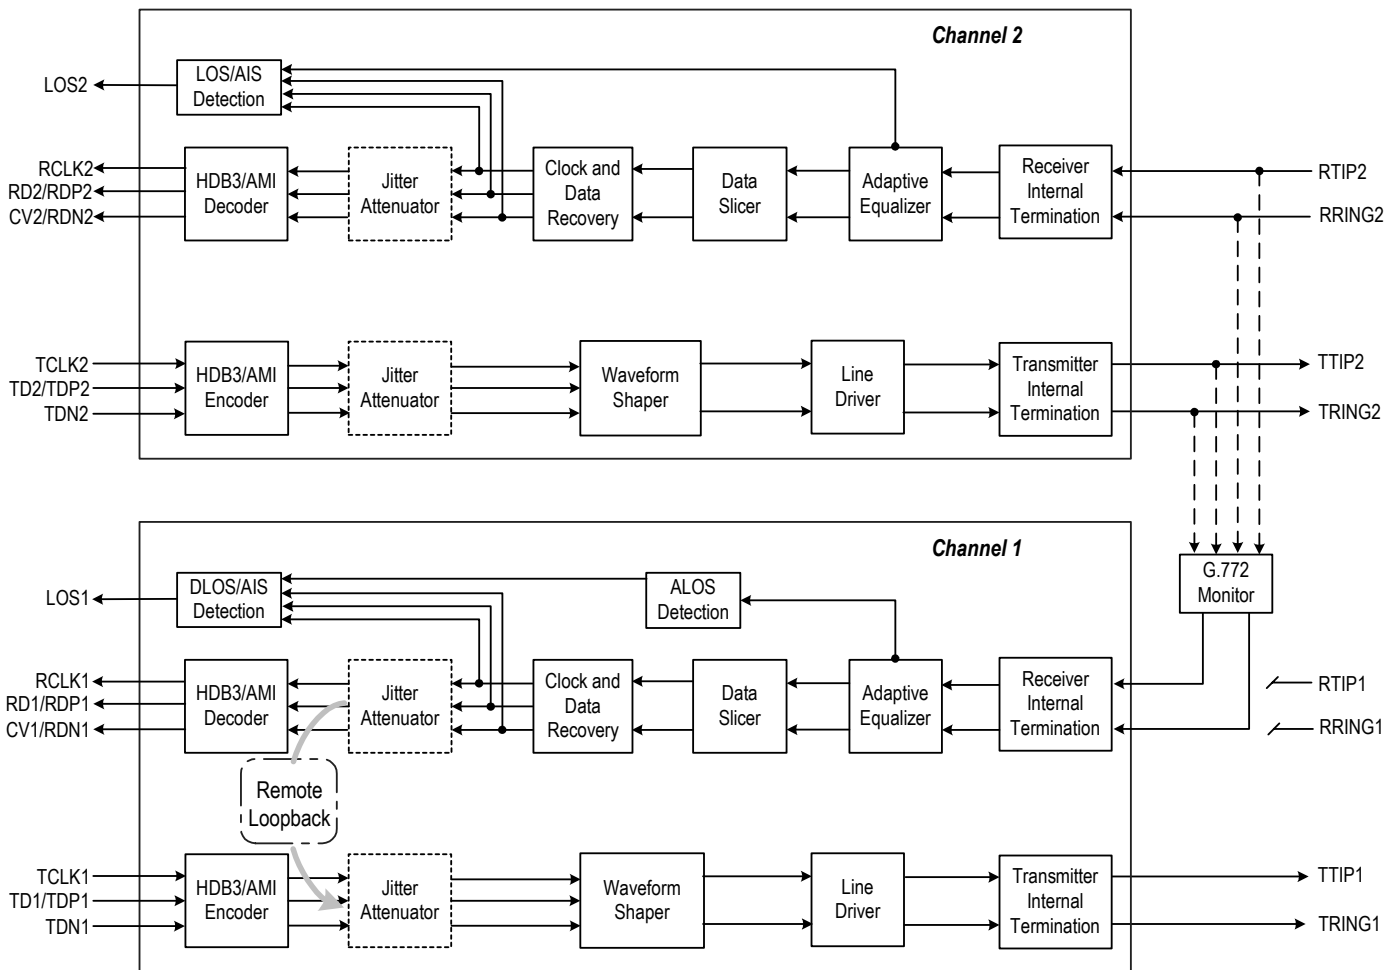 Channel 2
LOS/AIS
Detection
LOS2
RCLK2
RD2/RDP2
CV2/RDN2
HDB3/AMI
Decoder
Jitter
Attenuator
Clock and
Data
Recovery
Data
Slicer
Adaptive
Equalizer
Receiver
Internal
Termination
RTIP2
RRING2
TCLK2
TD2/TDP2
TDN2
HDB3/AMI
Encoder
Jitter
Attenuator
Waveform
Shaper
Line
Driver
Transmitter
Internal
Termination
TTIP2
TRING2
Channel 1
G.772
Monitor
LOS1
DLOS/AIS
Detection
ALOS
Detection
RCLK1
RD1/RDP1
CV1/RDN1
HDB3/AMI
Decoder
Jitter
Attenuator
Clock and
Data
Recovery
Data
Slicer
Adaptive
Equalizer
Receiver
Internal
Termination
RTIP1
RRING1
Remote
Loopback
TCLK1
TD1/TDP1
TDN1
HDB3/AMI
Encoder
Jitter
Attenuator
Waveform
Shaper
Line
Driver
Transmitter
Internal
Termination
TTIP1
TRING1